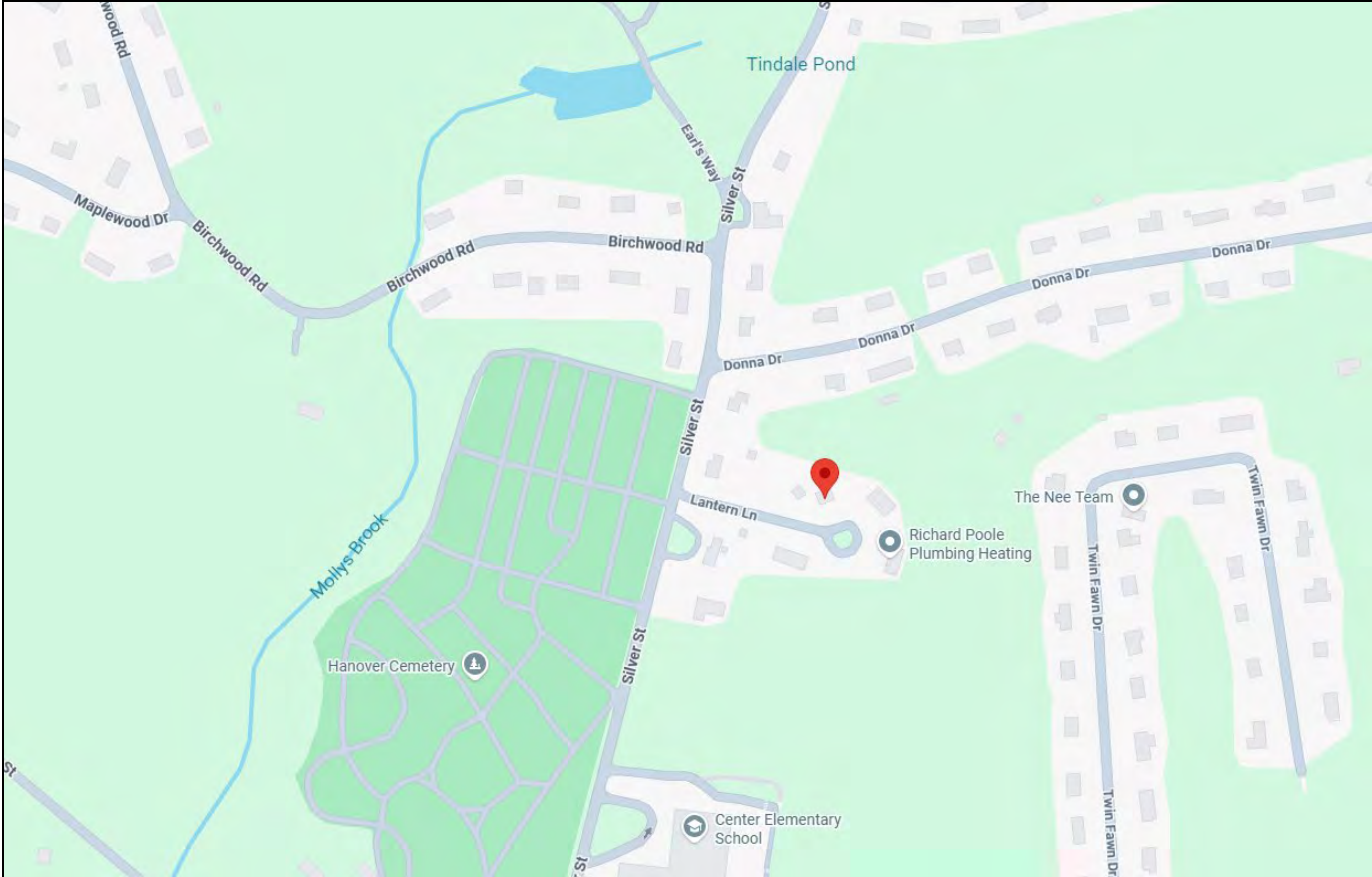 wood Rd
Tindale Pond
Earl's Way
Silver St
Maplewood Dr
Birchwood Rd
Birchwood Rd
Birchwood Rd
Donna Dr
Donna Dr
Donna Dr
Donna Dr
Silver St
Lantern Ln
The Nee Team
Twin Fawn Dr
Richard Poole
Plumbing Heating
Mollys Brook
Twin Fawn Dr
Hanover Cemetery
Silver St
St
Center Elementary
School
Twin Fawn Dr
St
S